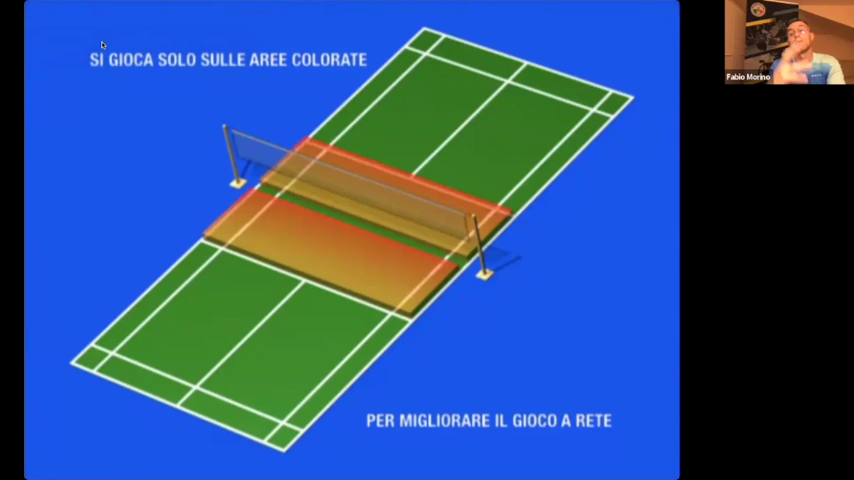 SI GIOCA SOLO SULLE AREE COLORATE
Fabio Morino
PER MIGLIORARE IL GIOCO A RETE